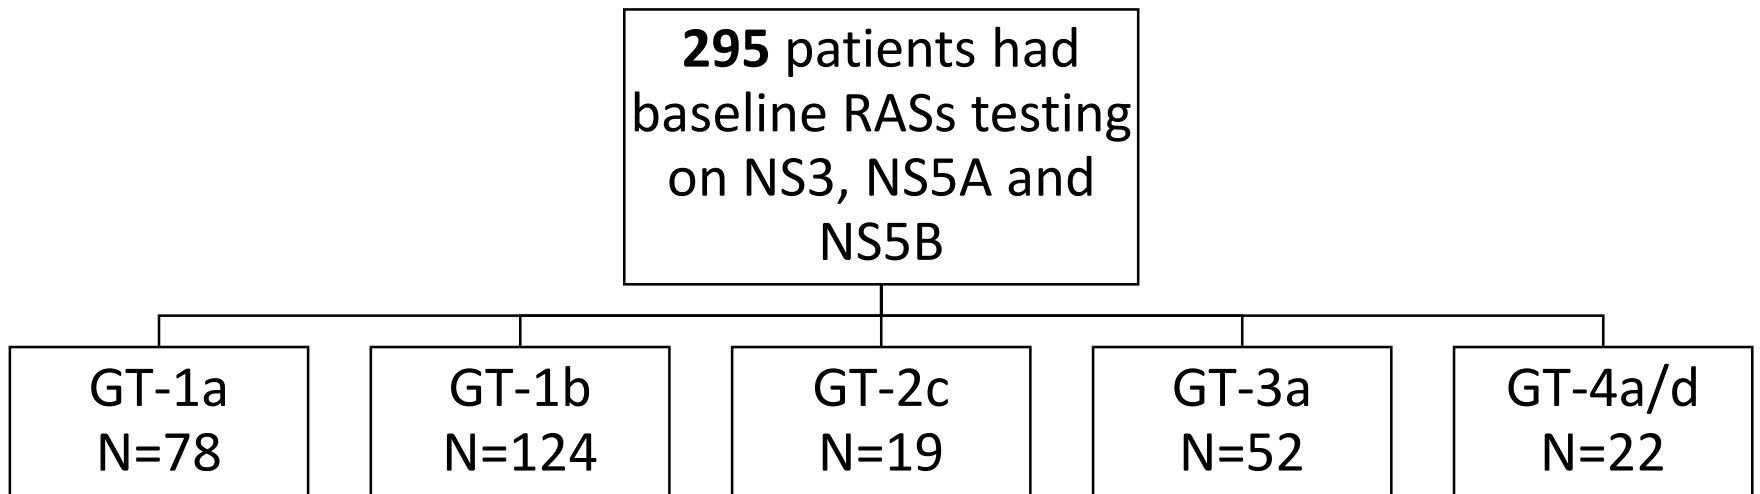 295 patients had
baseline RASs testing
on NS3, NS5A and
NS5B
GT-1a
N=78
GT-1b
N=124
GT-2c
N=19
GT-3a
N=52
GT-4a/d
N=22